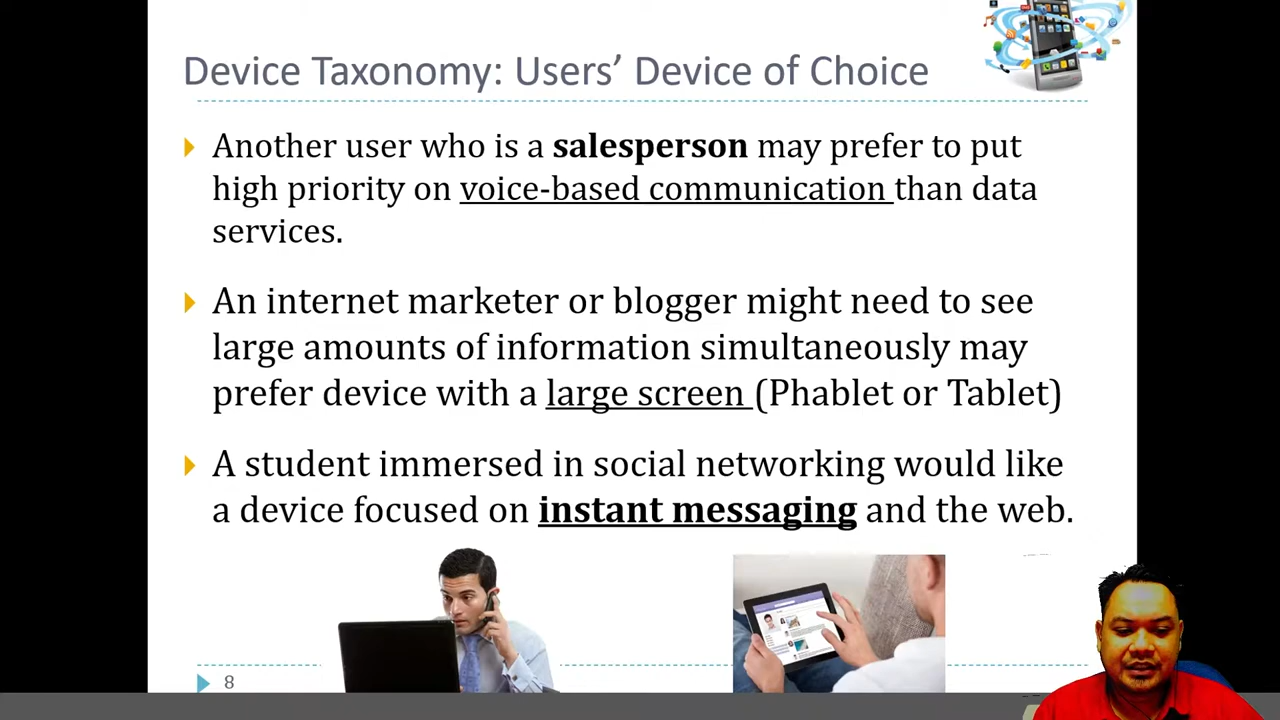 Device Taxonomy: Users’ Device of Choice
Another user who is a salesperson may prefer to put
high priority on voice-based communication than data
services.
An internet marketer or blogger might need to see
large amounts of information simultaneously may
prefer device with a large screen (Phablet or Tablet)
A student immersed in social networking would like
a device focused on instant messaging and the web.
8